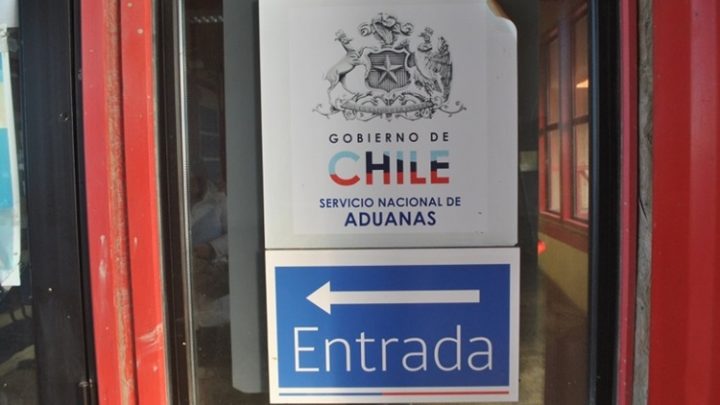 GOBIERNO DE
CHILE
SERVICIO NACIONAL DE
ADUANAS
Entrada